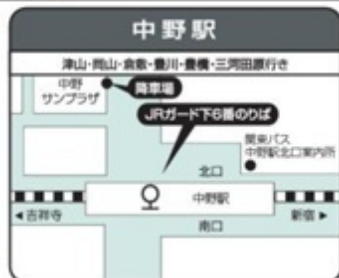 中野駅
津山・岡山・倉敷・豊川・豊橋・三河田原行き
中野
サンプラザ
降車場
JRガード下6番のりば
関東バス
中野駅北口案内所
北口
中野駅
◀吉祥寺
新宿▶
南口